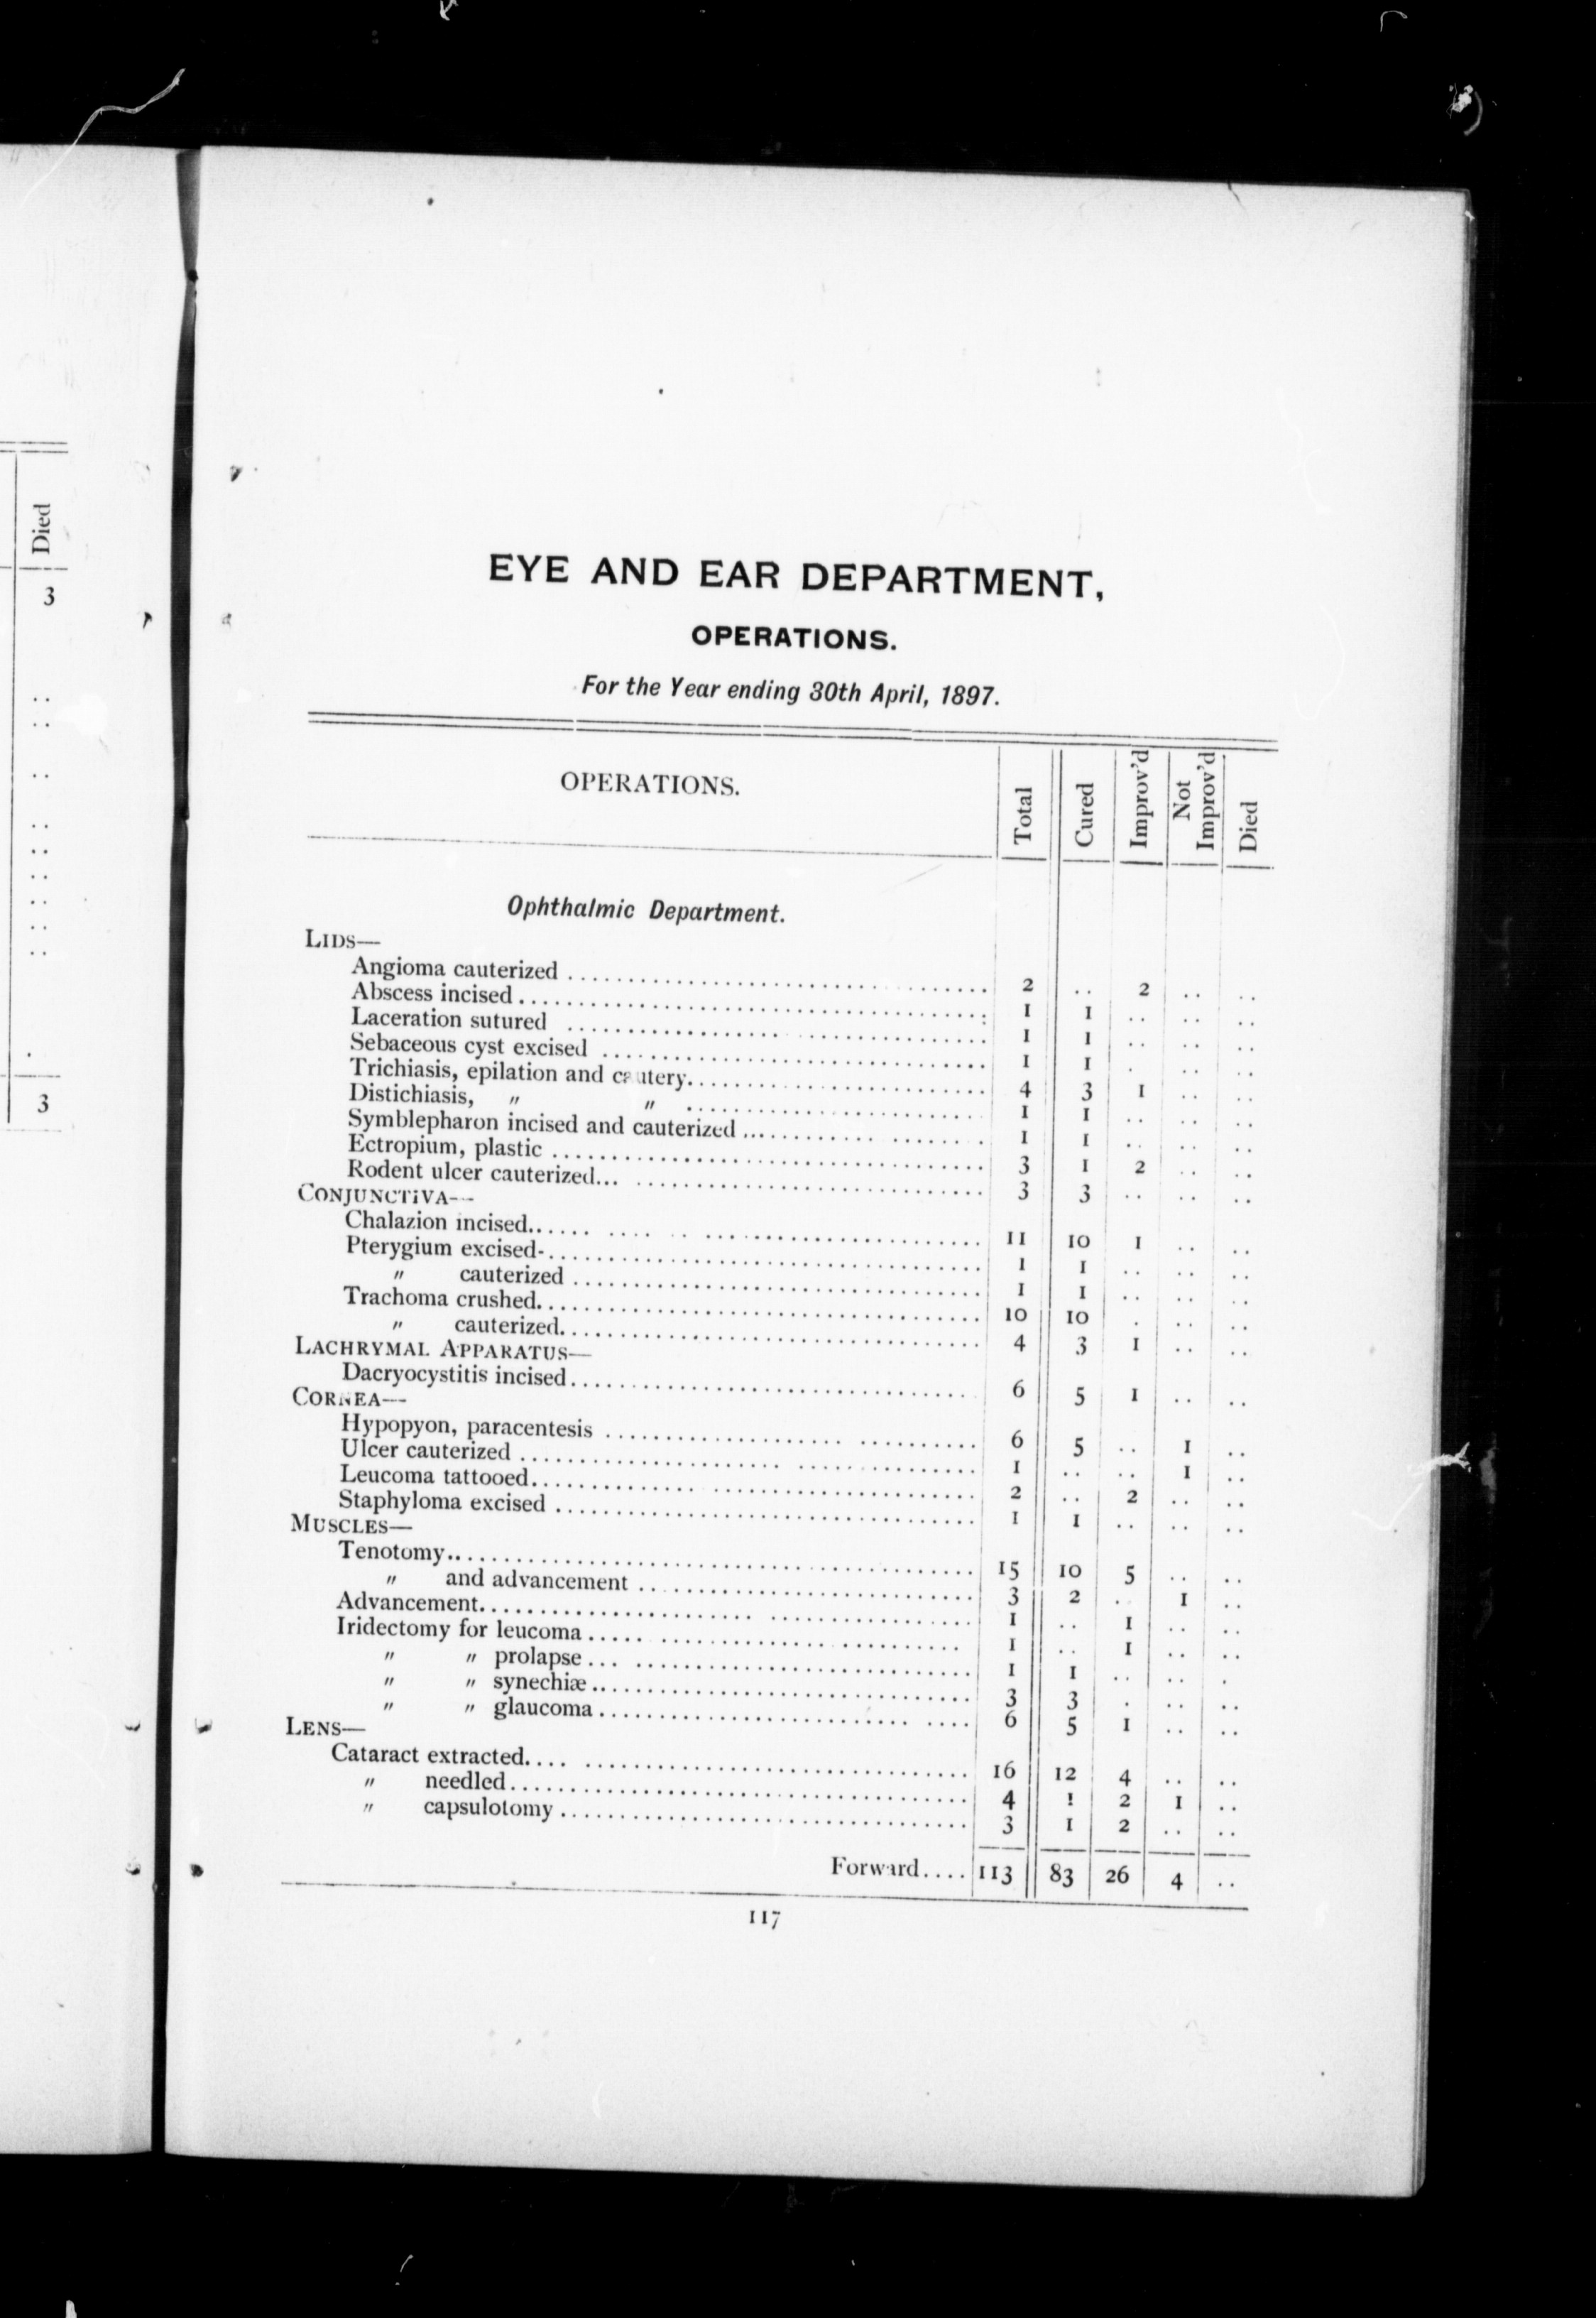 Died
3
. .
. .
. .
. .
. .
. .
. .
. .
. .
.
3
EYE AND EAR DEPARTMENT,
OPERATIONS.
For the Year ending 30th April, 1897.
OPERATIONS. Total Cured Improv'd Not Improv'd Died
Ophthalmic Department.
LIDS—
Angioma cauterized .......... 2 .. 2 .. ..
Abscess incised .......... 1 1 .. .. ..
Laceration sutured .......... 1 1 .. .. ..
Sebaceous cyst excised .......... 1 1 . .. ..
Trichiasis, epilation and cautery .......... 4 3 1 .. ..
Distichiasis, " " .......... 1 1 .. .. ..
Symblepharon incised and cauterized .......... 1 1 .. .. ..
Ectropium, plastic .......... 3 1 2 .. ..
Rodent ulcer cauterized .......... 3 3 .. .. ..
CONJUNCTIVA—
Chalazion incised .......... 11 10 1 .. ..
Pterygium excised .......... 1 1 .. .. ..
" cauterized .......... 1 1 .. .. ..
Trachoma crushed .......... 10 10 . .. ..
" cauterized .......... 4 3 1 .. ..
LACHRYMAL APPARATUS—
Dacryocystitis incised .......... 6 5 1 .. ..
CORNEA—
Hypopyon, paracentesis .......... 6 5 .. 1 ..
Ulcer cauterized .......... 1 .. .. 1 ..
Leucoma tattooed .......... 2 .. 2 .. ..
Staphyloma excised .......... 1 1 .. .. ..
MUSCLES—
Tenotomy .......... 15 10 5 .. ..
" and advancement .......... 3 2 .. 1 ..
Advancement .......... 1 .. 1 .. ..
Iridectomy for leucoma .......... 1 .. 1 .. ..
" " prolapse .......... 1 1 .. .. .
" " synechiæ .......... 3 3 . .. ..
" " glaucoma .......... 6 5 1 .. ..
LENS—
Cataract extracted .......... 16 12 4 .. ..
" needled .......... 4 1 2 1 ..
" capsulotomy .......... 3 1 2 .. ..
Forward .... 113 83 26 4 ..
117